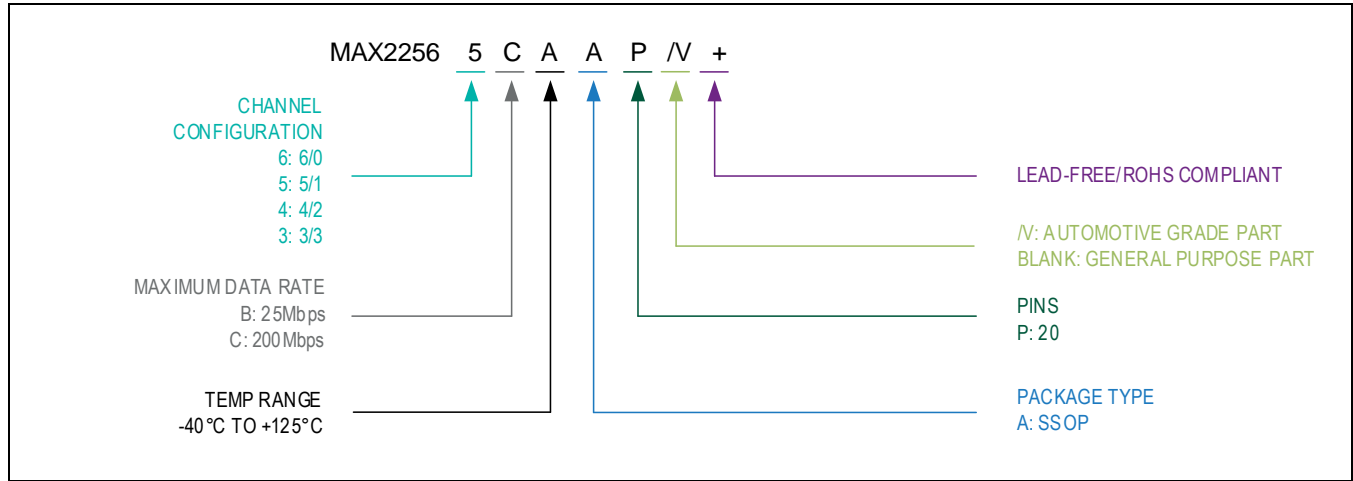 MAX2256 5 C A A P /V +
CHANNEL
CONFIGURATION
6: 6/0
5: 5/1
4: 4/2
3: 3/3
MAXIMUM DATA RATE
B: 25Mbps
C: 200Mbps
TEMP RANGE
-40°C TO +125°C
LEAD-FREE/ROHS COMPLIANT
/V: AUTOMOTIVE GRADE PART
BLANK: GENERAL PURPOSE PART
PINS
P: 20
PACKAGE TYPE
A: SSOP